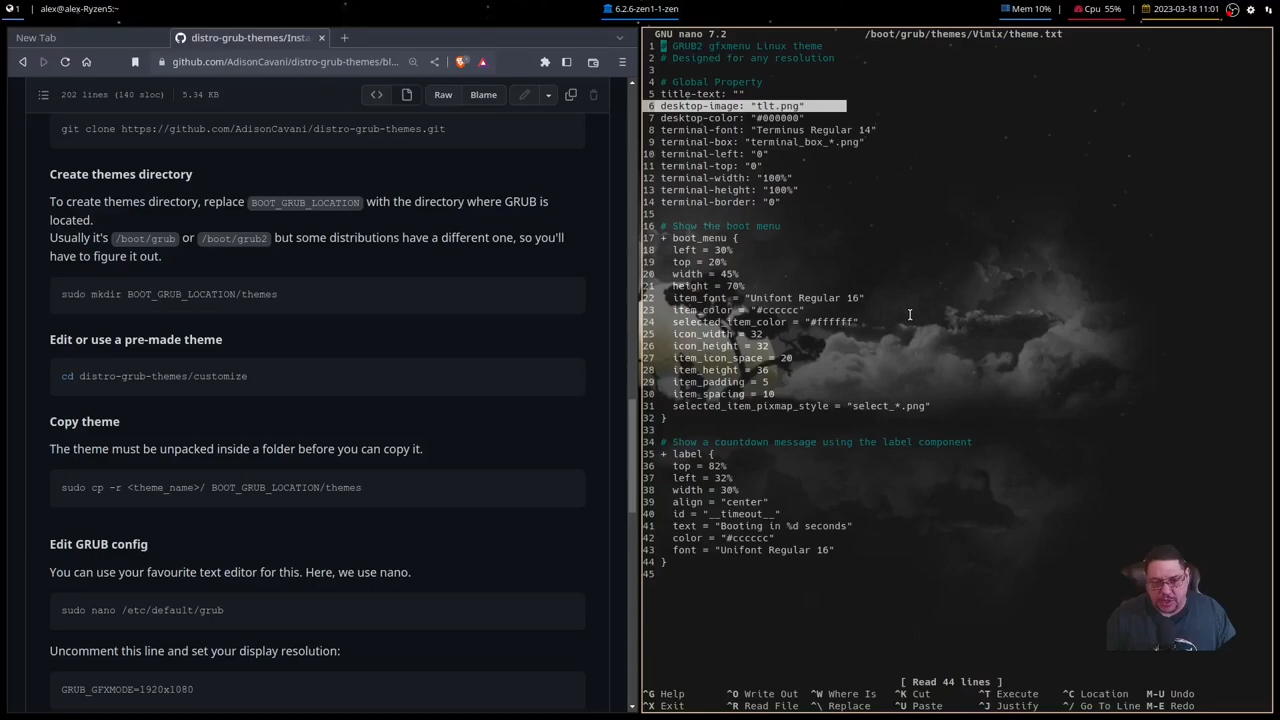 1
alex@alex-Ryzen5:~
6.2.6-zen1-1-zen
Mem 10%
Cpu 55%
2023-03-18 11:01
New Tab
distro-grub-themes/Insta
github.com/AdisonCavani/distro-grub-themes/bl...
202 lines (140 sloc)
5.34 KB
Raw
Blame
git clone https://github.com/AdisonCavani/distro-grub-themes.git
Create themes directory
To create themes directory, replace BOOT_GRUB_LOCATION with the directory where GRUB is
located.
Usually it's /boot/grub or /boot/grub2 but some distributions have a different one, so you'll
have to figure it out.
sudo mkdir BOOT_GRUB_LOCATION/themes
Edit or use a pre-made theme
cd distro-grub-themes/customize
Copy theme
The theme must be unpacked inside a folder before you can copy it.
sudo cp -r <theme_name>/ BOOT_GRUB_LOCATION/themes
Edit GRUB config
You can use your favourite text editor for this. Here, we use nano.
sudo nano /etc/default/grub
Uncomment this line and set your display resolution:
GRUB_GFXMODE=1920x1080
GNU nano 7.2
/boot/grub/themes/Vimix/theme.txt
1 # GRUB2 gfxmenu Linux theme
2 # Designed for any resolution
3
4 # Global Property
5 title-text: ""
6 desktop-image: "tlt.png"
7 desktop-color: "#000000"
8 terminal-font: "Terminus Regular 14"
9 terminal-box: "terminal_box_*.png"
10 terminal-left: "0"
11 terminal-top: "0"
12 terminal-width: "100%"
13 terminal-height: "100%"
14 terminal-border: "0"
15
16 # Show the boot menu
17 + boot_menu {
18 left = 30%
19 top = 20%
20 width = 45%
21 height = 70%
22 item_font = "Unifont Regular 16"
23 item_color = "#cccccc"
24 selected_item_color = "#ffffff"
25 icon_width = 32
26 icon_height = 32
27 item_icon_space = 20
28 item_height = 36
29 item_padding = 5
30 item_spacing = 10
31 selected_item_pixmap_style = "select_*.png"
32 }
33
34 # Show a countdown message using the label component
35 + label {
36 top = 82%
37 left = 32%
38 width = 30%
39 align = "center"
40 id = "__timeout__"
41 text = "Booting in %d seconds"
42 color = "#cccccc"
43 font = "Unifont Regular 16"
44 }
45
[ Read 44 lines ]
^G Help ^O Write Out ^W Where Is ^K Cut ^T Execute ^C Location M-U Undo
^X Exit ^R Read File ^\ Replace ^U Paste ^J Justify ^/ Go To Line M-E Redo